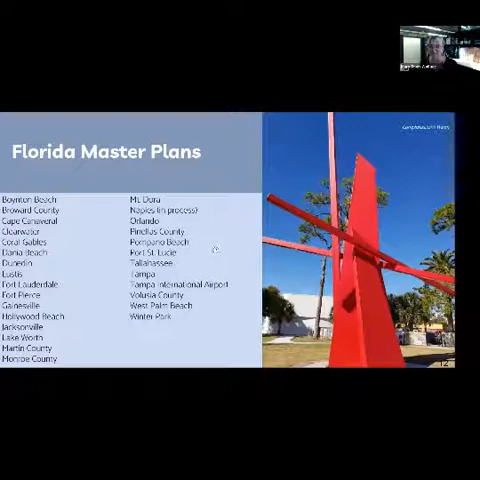 Florida Master Plans
Boynton Beach
Broward County
Cape Canaveral
Clearwater
Coral Gables
Dania Beach
Dunedin
Eustis
Fort Lauderdale
Fort Pierce
Gainesville
Hollywood Beach
Jacksonville
Lake Worth
Martin County
Monroe County
Mt. Dora
Naples (in process)
Orlando
Pinellas County
Pompano Beach
Port St. Lucie
Tallahassee
Tampa
Tampa International Airport
Volusia County
West Palm Beach
Winter Park
12